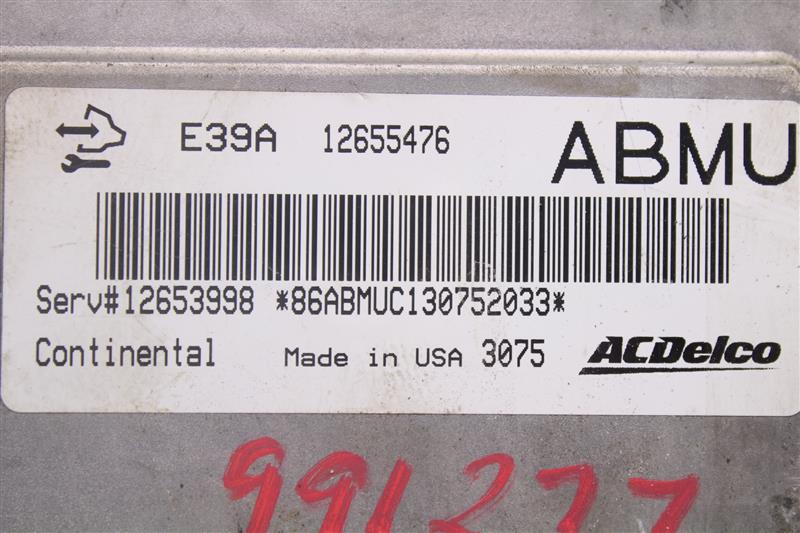 E39A 12655476 ABMU
Serv#12653998 *86ABMUC130752033*
Continental Made in USA 3075 ACDelco
991277